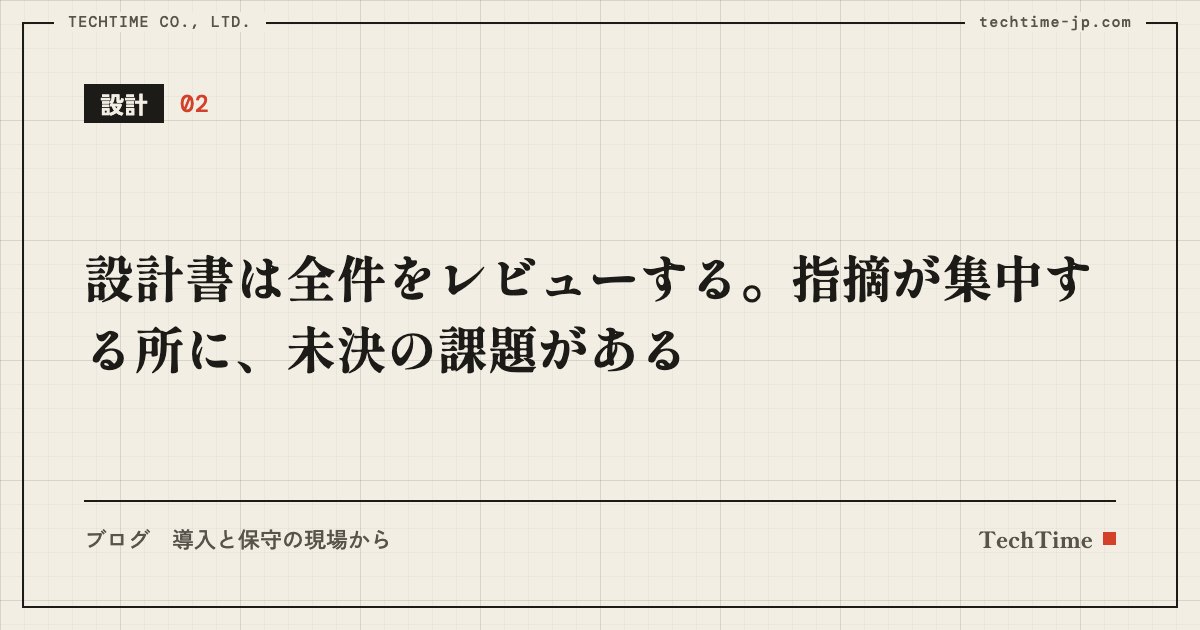 TECHTIME CO., LTD.
techtime-jp.com
設計 02
設計書は全件をレビューする。指摘が集中す
る所に、未決の課題がある
ブログ　導入と保守の現場から
TechTime